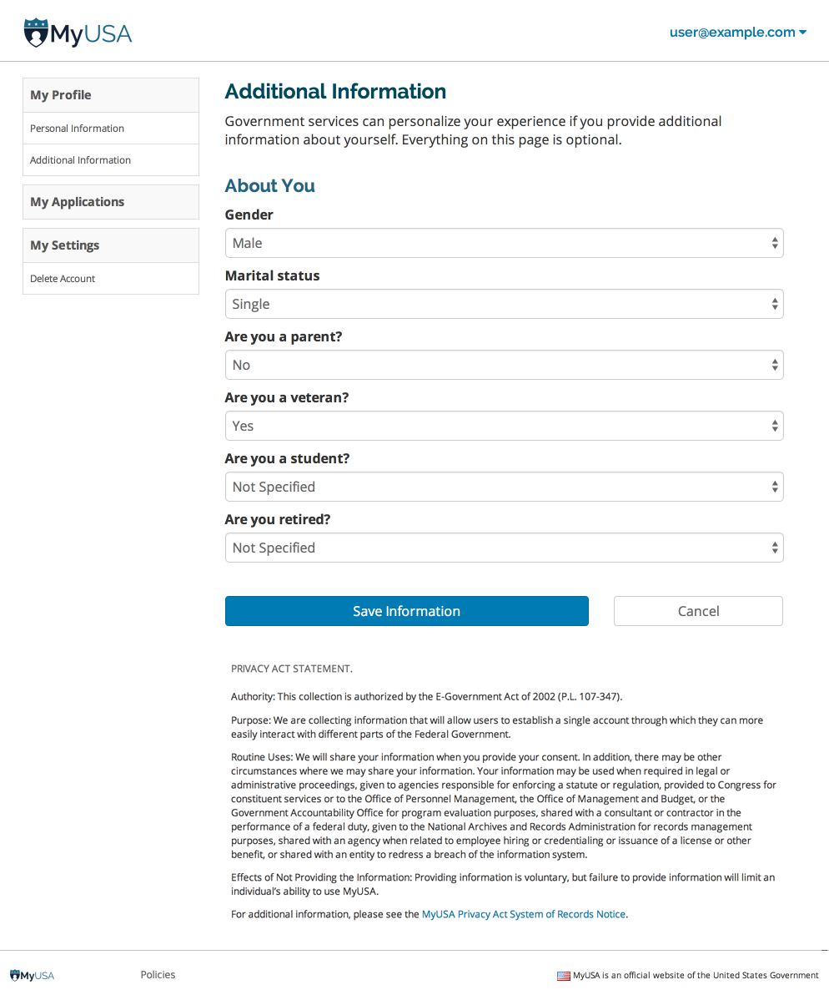 MyUSA
user@example.com
My Profile
Personal Information
Additional Information
My Applications
My Settings
Delete Account
Additional Information
Government services can personalize your experience if you provide additional
information about yourself. Everything on this page is optional.
About You
Gender
Male
Marital status
Single
Are you a parent?
No
Are you a veteran?
Yes
Are you a student?
Not Specified
Are you retired?
Not Specified
Save Information
Cancel
PRIVACY ACT STATEMENT.
Authority: This collection is authorized by the E-Government Act of 2002 (P.L. 107-347).
Purpose: We are collecting information that will allow users to establish a single account through which they can more
easily interact with different parts of the Federal Government.
Routine Uses: We will share your information when you provide your consent. In addition, there may be other
circumstances where we may share your information. Your information may be used when required in legal or
administrative proceedings, given to agencies responsible for enforcing a statute or regulation, provided to Congress for
constituent services or to the Office of Personnel Management, the Office of Management and Budget, or the
Government Accountability Office for program evaluation purposes, shared with a consultant or contractor in the
performance of a federal duty, given to the National Archives and Records Administration for records management
purposes, shared with an agency when related to employee hiring or credentialing or issuance of a license or other
benefit, or shared with an entity to redress a breach of the information system.
Effects of Not Providing the Information: Providing information is voluntary, but failure to provide information will limit an
individual's ability to use MyUSA.
For additional information, please see the MyUSA Privacy Act System of Records Notice.
MyUSA
Policies
MyUSA is an official website of the United States Government